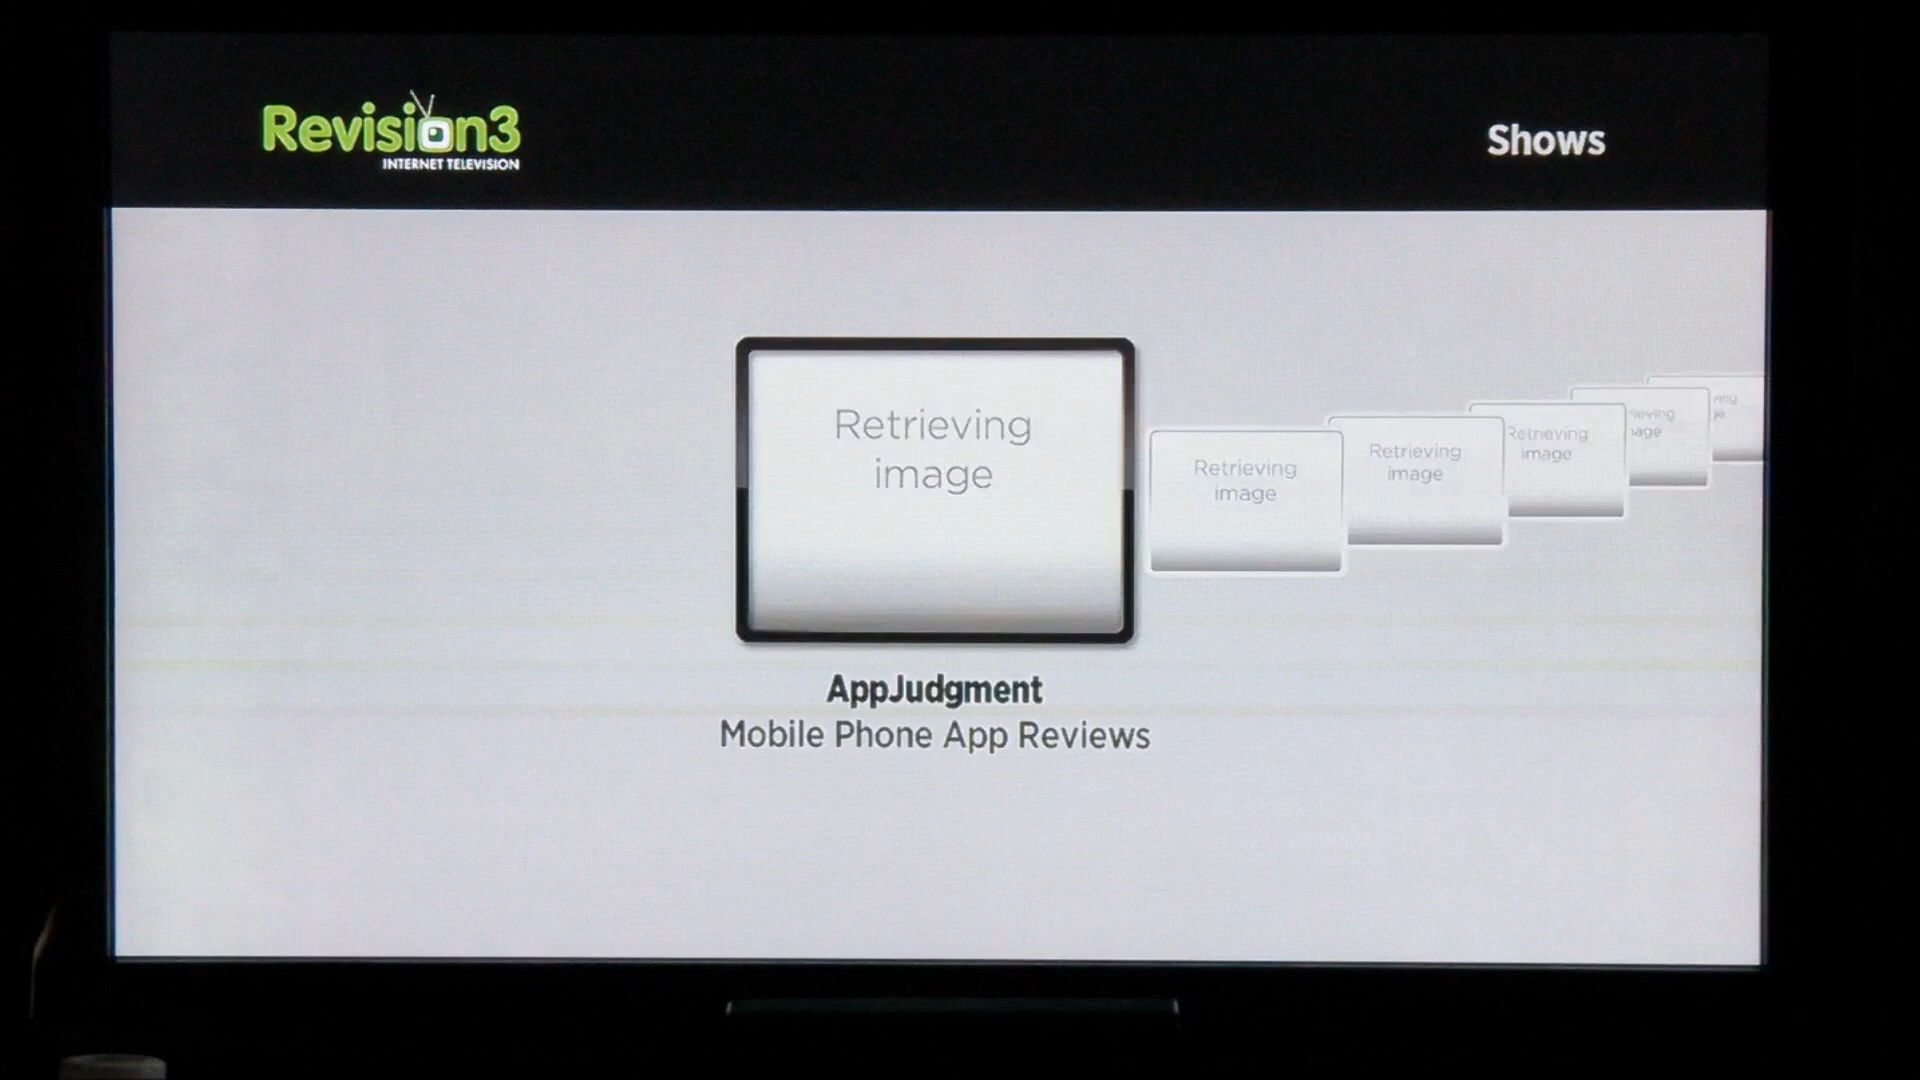 Revision3
INTERNET TELEVISION
Shows
Retrieving
image
Retrieving
image
Retrieving
image
Retrieving
image
AppJudgment
Mobile Phone App Reviews